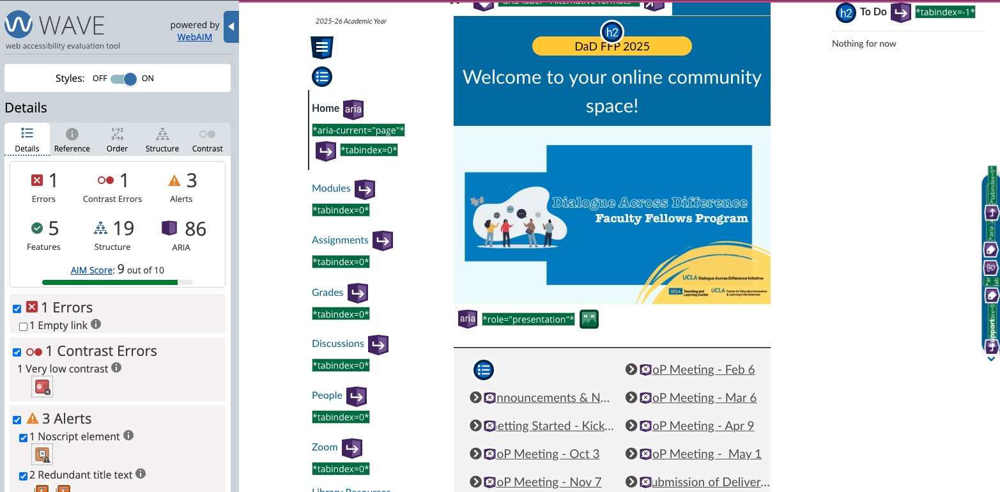 WAVE
powered by
WebAIM
web accessibility evaluation tool
Styles: OFF ON
Details
Details
Reference
1→2
3→4
Order
Structure
Contrast
1
Errors
1
Contrast Errors
3
Alerts
5
Features
19
Structure
86
ARIA
AIM Score: 9 out of 10
1 Errors
1 Empty link
1 Contrast Errors
1 Very low contrast
3 Alerts
1 Noscript element
2 Redundant title text
2025-26 Academic Year
Home aria
*aria-current="page"*
*tabindex=0*
Modules
*tabindex=0*
Assignments
*tabindex=0*
Grades
*tabindex=0*
Discussions
*tabindex=0*
People
*tabindex=0*
Zoom
*tabindex=0*
Library Resources
*aria-label="Alternative formats"*
h2
DaD FFP 2025
Welcome to your online community
space!
Dialogue Across Difference
Faculty Fellows Program
UCLA Dialogue Across Difference Initiative
UCLA Teaching and
Learning Center
UCLA Center for Education Innovation
& Learning in the Sciences
aria *role="presentation"*
nnouncements & N...
etting Started - Kick...
oP Meeting - Oct 3
oP Meeting - Nov 7
oP Meeting - Feb 6
oP Meeting - Mar 6
oP Meeting - Apr 9
oP Meeting - May 1
ubmission of Deliver...
h2 To Do *tabindex=-1*
Nothing for now
*tabindex=0*
Support